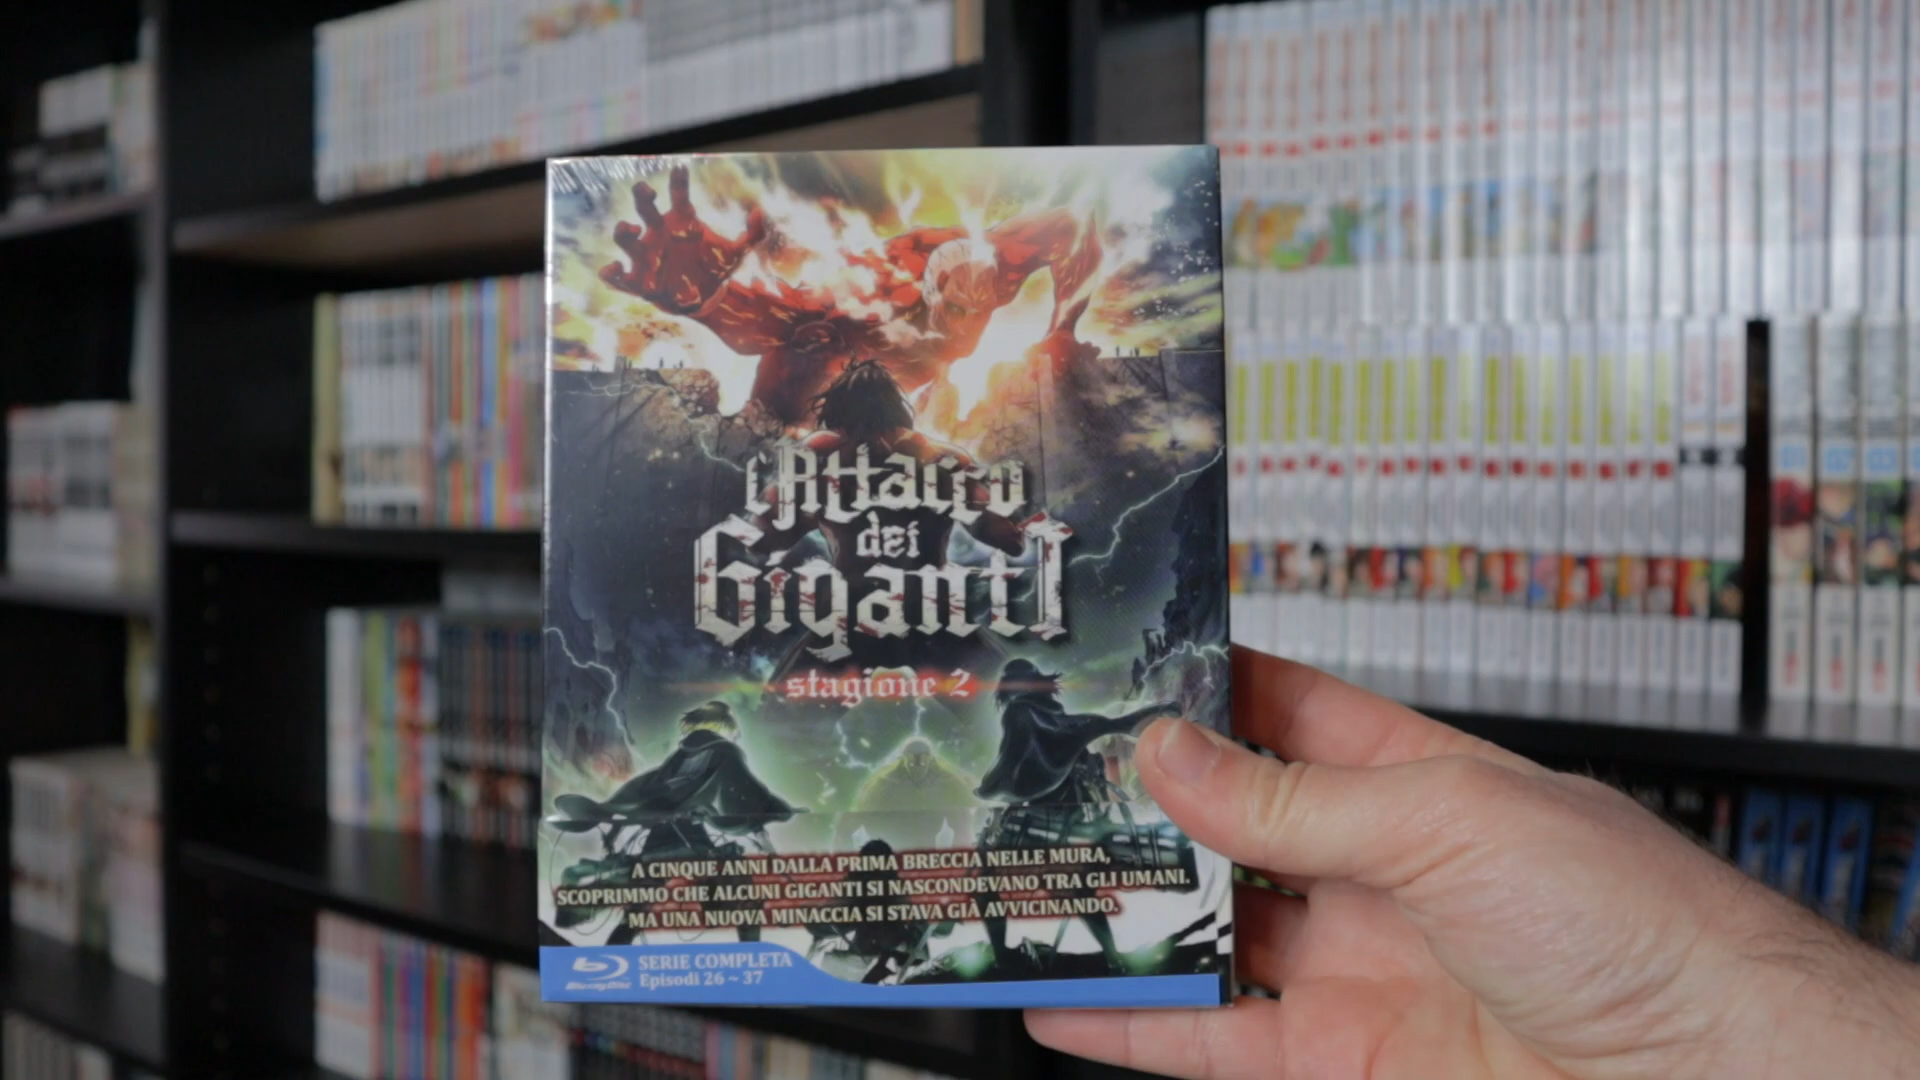 l'Attacco
dei
Giganti
stagione 2
A CINQUE ANNI DALLA PRIMA BRECCIA NELLE MURA,
SCOPRIMMO CHE ALCUNI GIGANTI SI NASCONDEVANO TRA GLI UMANI.
MA UNA NUOVA MINACCIA SI STAVA GIÀ AVVICINANDO.
Blu-ray Disc
SERIE COMPLETA
Episodi 26 ~ 37